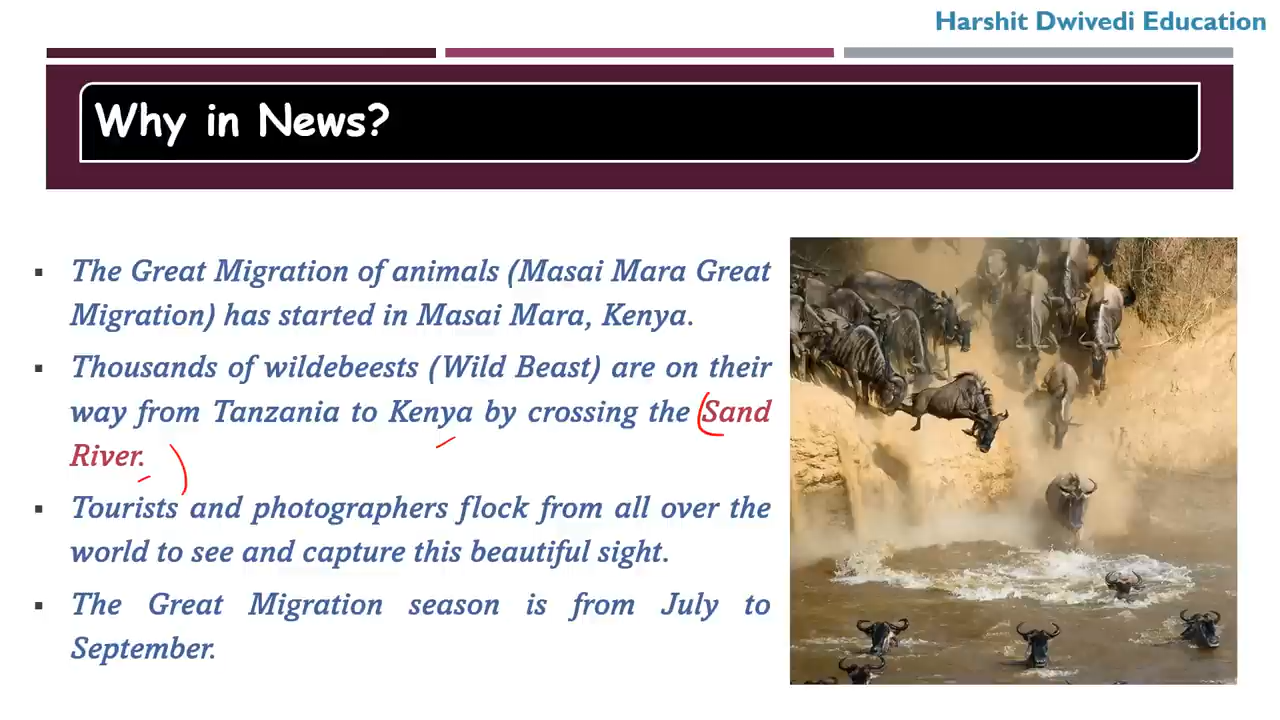 Harshit Dwivedi Education
Why in News?
▪ The Great Migration of animals (Masai Mara Great
Migration) has started in Masai Mara, Kenya.
▪ Thousands of wildebeests (Wild Beast) are on their
way from Tanzania to Kenya by crossing the Sand
River.
▪ Tourists and photographers flock from all over the
world to see and capture this beautiful sight.
▪ The Great Migration season is from July to
September.